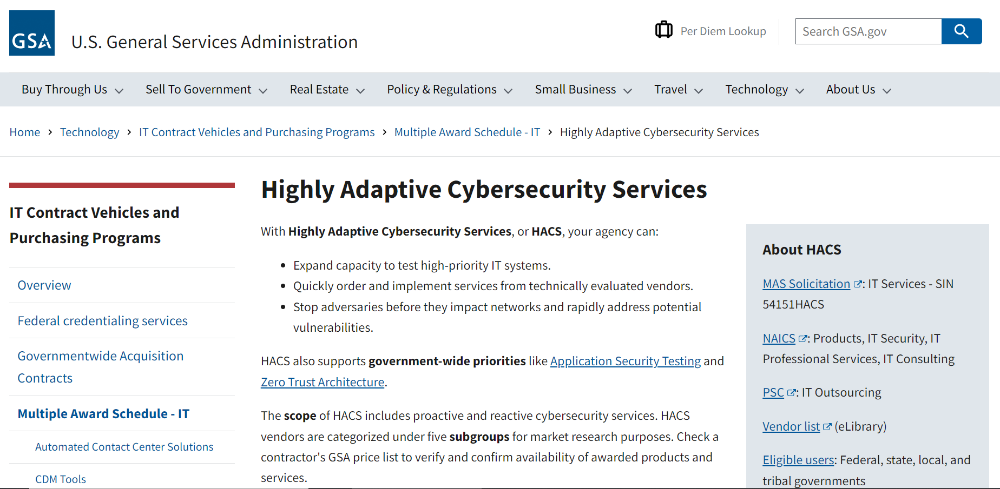 GSA
U.S. General Services Administration
Per Diem Lookup
Search GSA.gov
Buy Through Us
Sell To Government
Real Estate
Policy & Regulations
Small Business
Travel
Technology
About Us
Home > Technology > IT Contract Vehicles and Purchasing Programs > Multiple Award Schedule - IT > Highly Adaptive Cybersecurity Services
IT Contract Vehicles and
Purchasing Programs
Overview
Federal credentialing services
Governmentwide Acquisition
Contracts
Multiple Award Schedule - IT
Automated Contact Center Solutions
CDM Tools
Highly Adaptive Cybersecurity Services
With Highly Adaptive Cybersecurity Services, or HACS, your agency can:
• Expand capacity to test high-priority IT systems.
• Quickly order and implement services from technically evaluated vendors.
• Stop adversaries before they impact networks and rapidly address potential
vulnerabilities.
HACS also supports government-wide priorities like Application Security Testing and
Zero Trust Architecture.
The scope of HACS includes proactive and reactive cybersecurity services. HACS
vendors are categorized under five subgroups for market research purposes. Check a
contractor's GSA price list to verify and confirm availability of awarded products and
services.
About HACS
MAS Solicitation: IT Services - SIN
54151HACS
NAICS: Products, IT Security, IT
Professional Services, IT Consulting
PSC: IT Outsourcing
Vendor list (eLibrary)
Eligible users: Federal, state, local, and
tribal governments